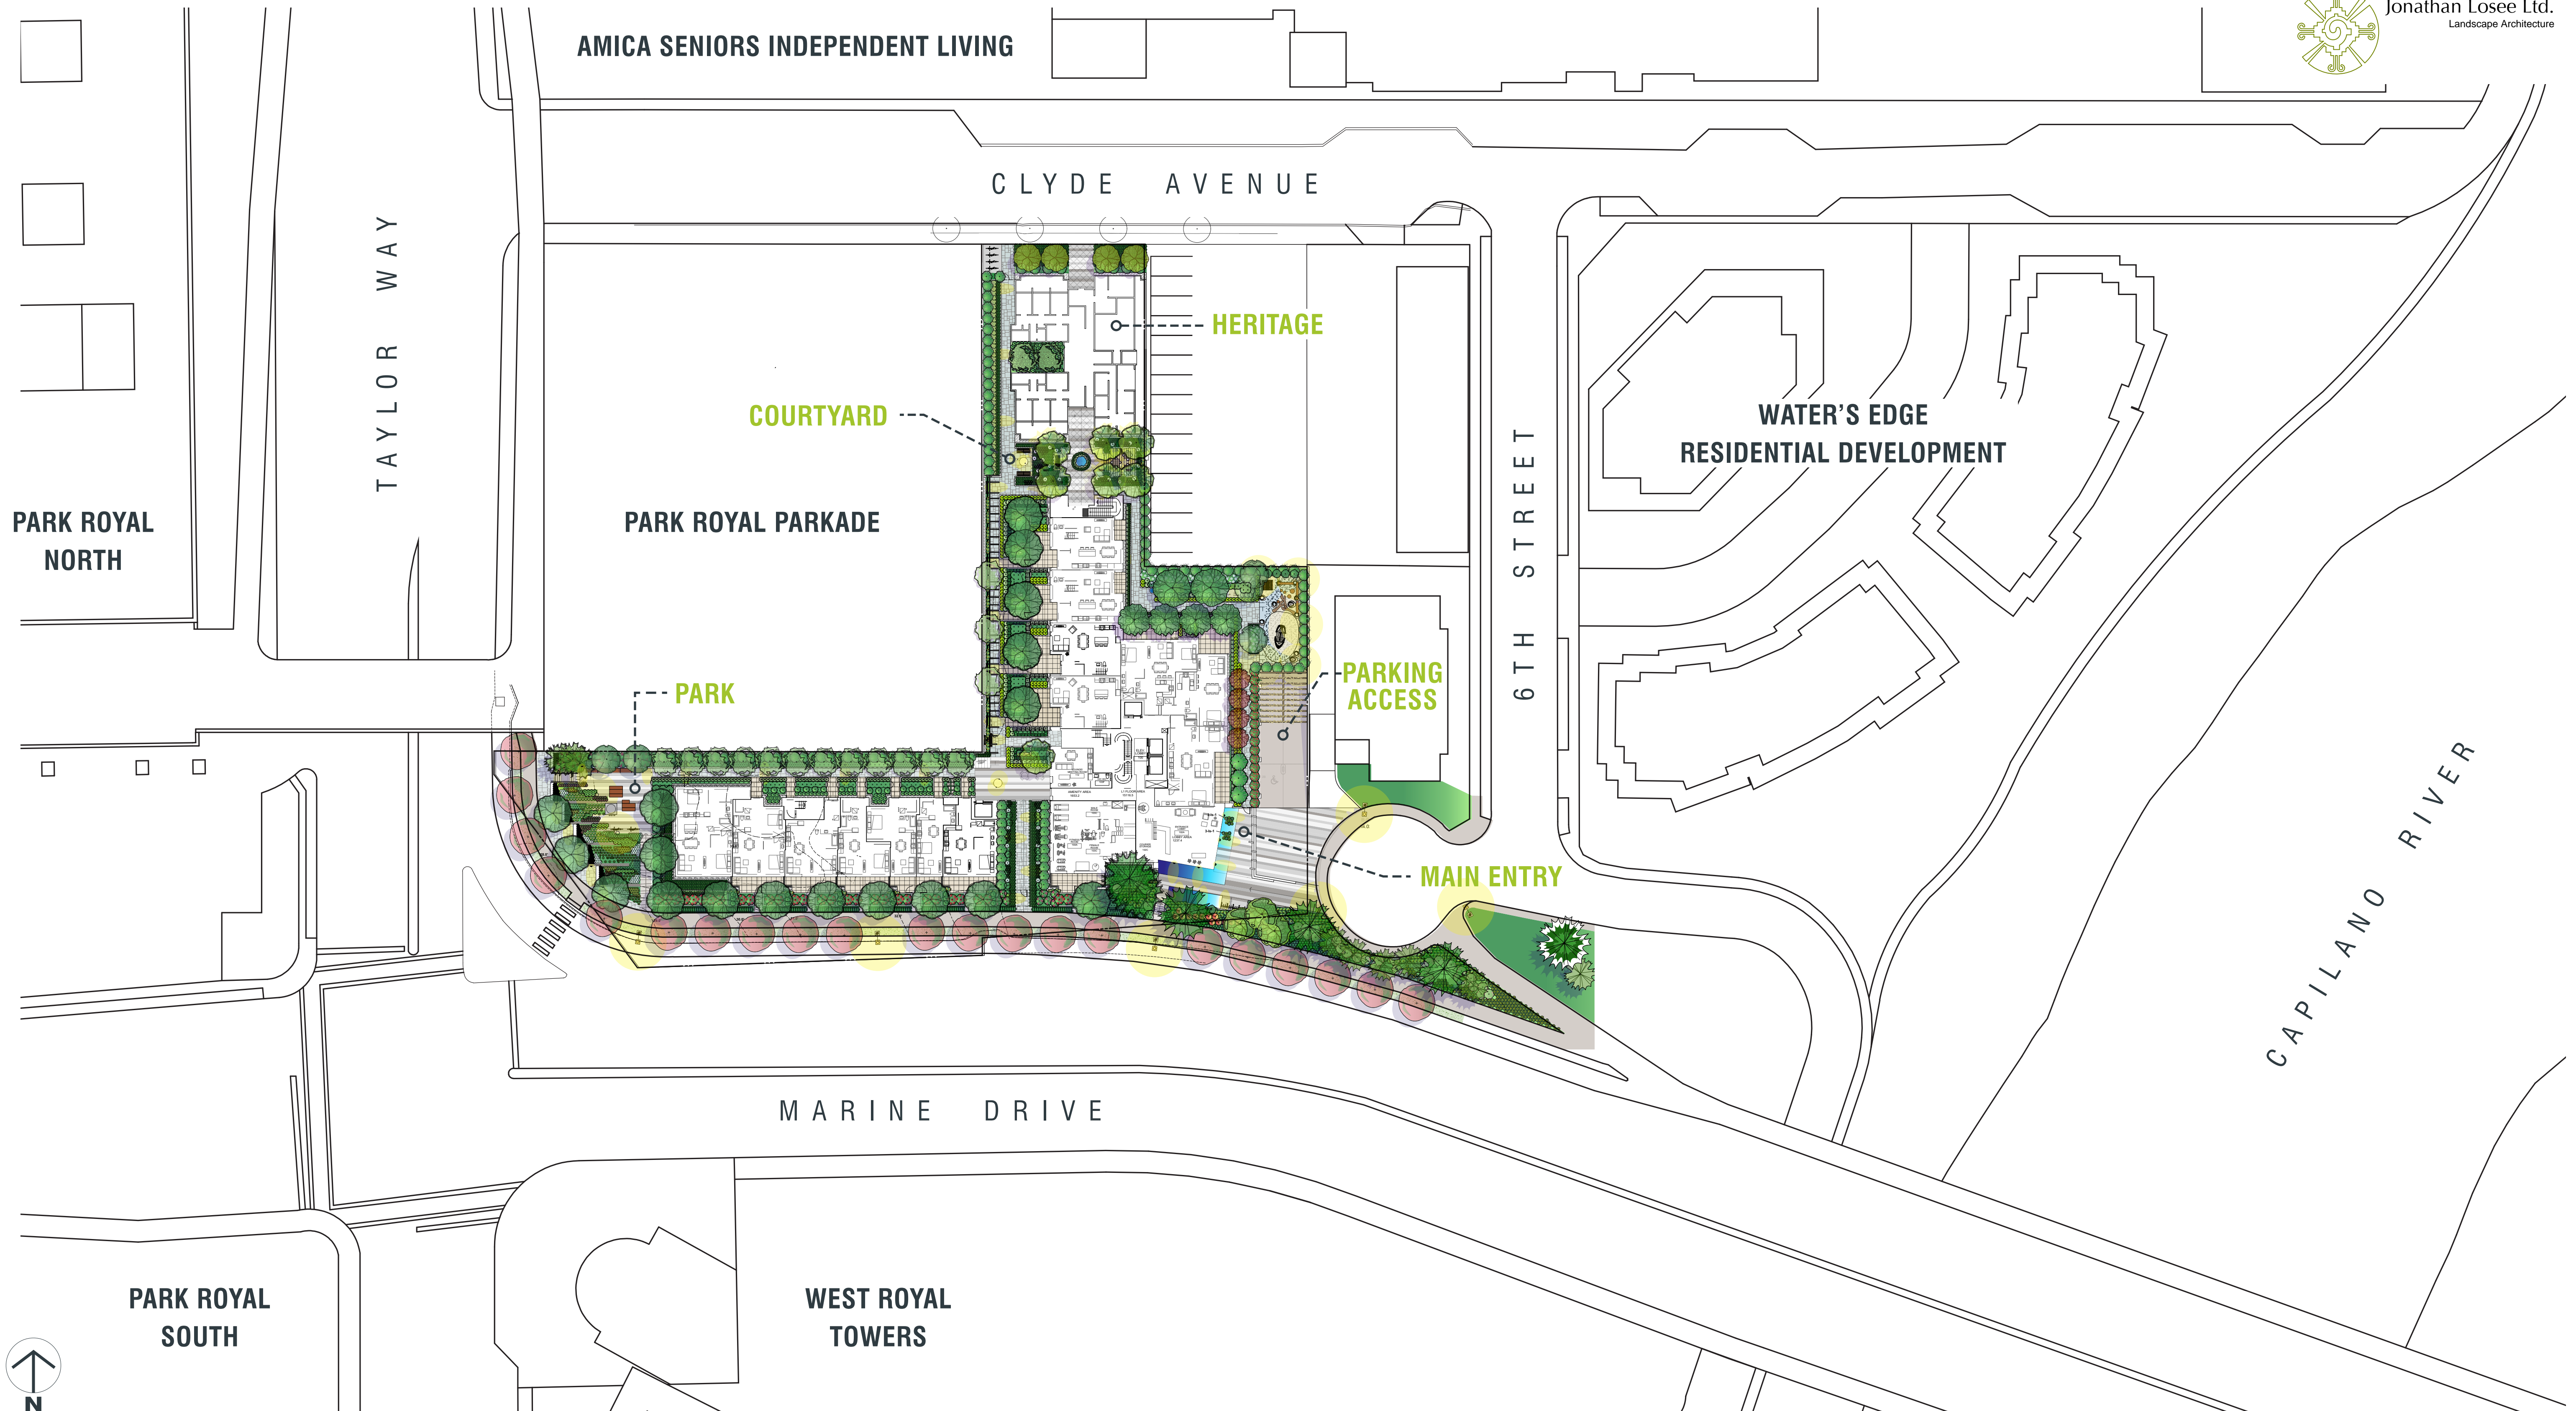 Jonathan Losee Ltd.
Landscape Architecture
AMICA SENIORS INDEPENDENT LIVING
CLYDE AVENUE
TAYLOR WAY
HERITAGE
COURTYARD
WATER'S EDGE
RESIDENTIAL DEVELOPMENT
6TH STREET
PARK ROYAL
NORTH
PARK ROYAL PARKADE
PARK
PARKING
ACCESS
MAIN ENTRY
CAPILANO RIVER
MARINE DRIVE
PARK ROYAL
SOUTH
WEST ROYAL
TOWERS
N